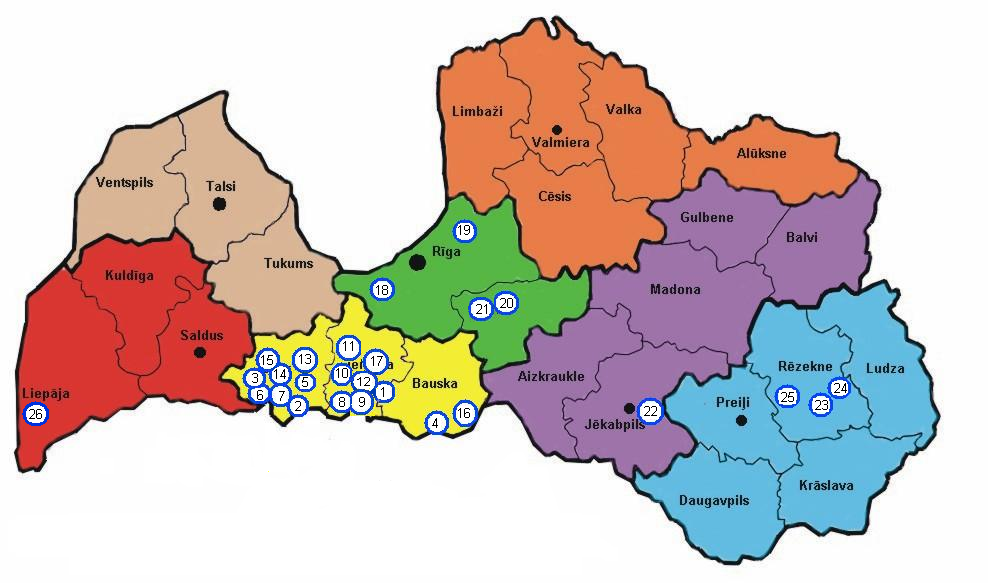 Limbaži
Valka
Valmiera
Alūksne
Ventspils
Talsi
Cēsis
Gulbene
Balvi
19
Rīga
Kuldīga
Tukums
18
Madona
21
20
Saldus
11
15
13
17
Rēzekne
Ludza
3
14
10
12
5
Bauska
Aizkraukle
Liepāja
6
7
2
8
9
1
Preiļi
25
24
23
26
4
16
22
Jēkabpils
Daugavpils
Krāslava